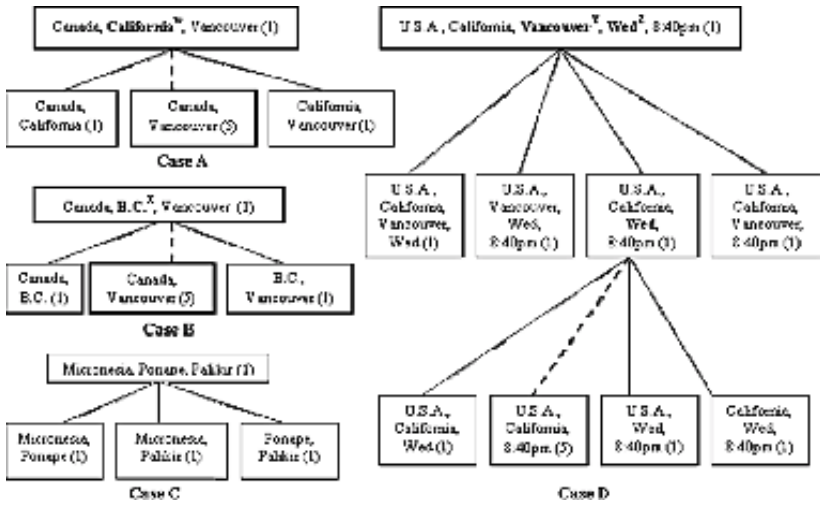 Canada, California^W, Vancouver (1)
Canada,
California (1)
Canada,
Vancouver (5)
California,
Vancouver (1)
Case A
Canada, B.C.^X, Vancouver (1)
Canada,
B.C. (1)
Canada,
Vancouver (5)
B.C.,
Vancouver (1)
Case B
Micronesia, Ponape, Palikir (1)
Micronesia,
Ponape (1)
Micronesia,
Palikir (1)
Ponape,
Palikir (1)
Case C
U.S.A., California, Vancouver^Y, Wed^Z, 8:40pm (1)
U.S.A.,
California,
Vancouver,
Wed (1)
U.S.A.,
Vancouver,
Wed,
8:40pm (1)
U.S.A.,
California,
Wed,
8:40pm (1)
U.S.A.,
California,
Vancouver,
8:40pm (1)
U.S.A.,
California,
Wed (1)
U.S.A.,
California,
8:40pm (5)
U.S.A.,
Wed,
8:40pm (1)
California,
Wed,
8:40pm (1)
Case D